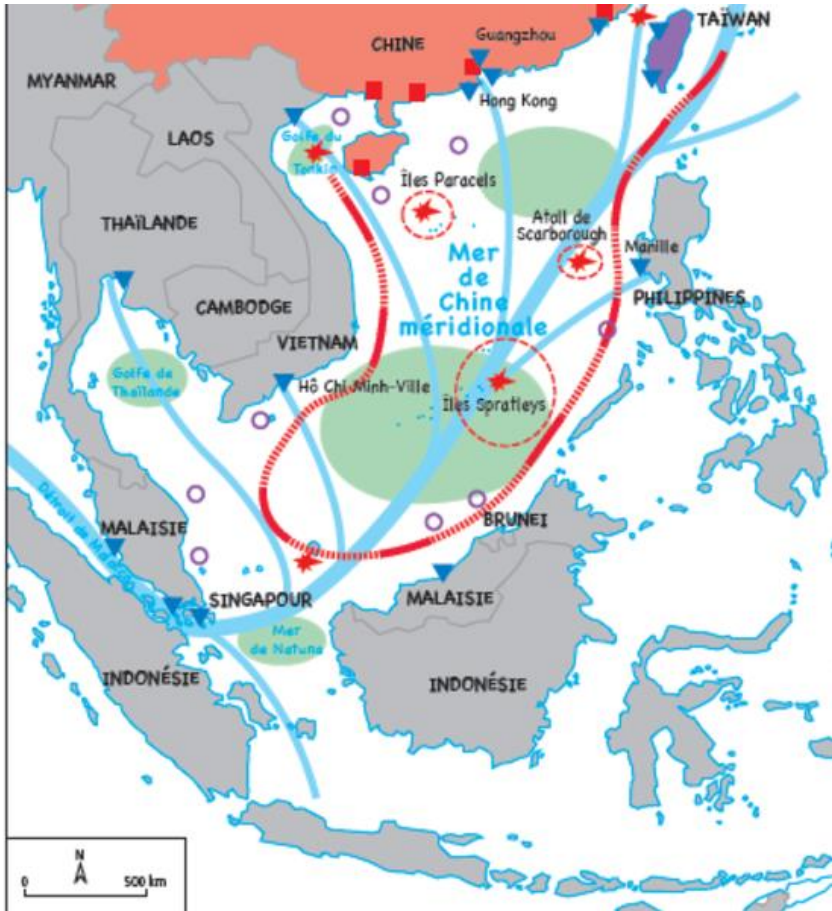 TAÏWAN
Guangzhou
CHINE
MYANMAR
Hong Kong
LAOS
Golfe du
Tonkin
Îles Paracels
THAÏLANDE
Atoll de
Scarborough
Mer
de
Chine
méridionale
Manille
CAMBODGE
PHILIPPINES
VIETNAM
Golfe de
Thaïlande
Hô Chi Minh-Ville
Îles Spratleys
Détroit de
MALAISIE
BRUNEI
SINGAPOUR
MALAISIE
Mer
de Natuna
INDONÉSIE
INDONÉSIE
N
0 500 km